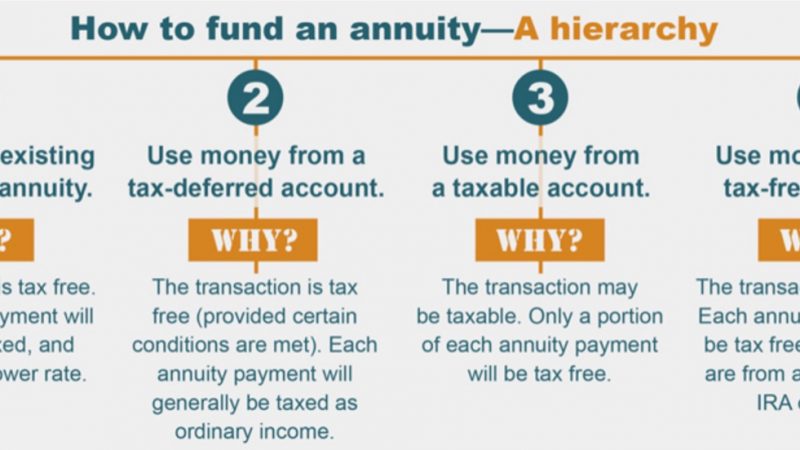 How to fund an annuity—A hierarchy
existing
annuity.
?
is tax free.
yment will
xed, and
ower rate.
2
Use money from a
tax-deferred account.
WHY?
The transaction is tax
free (provided certain
conditions are met). Each
annuity payment will
generally be taxed as
ordinary income.
3
Use money from
a taxable account.
WHY?
The transaction may
be taxable. Only a portion
of each annuity payment
will be tax free.
Use mo
tax-fre
W
The transa
Each annu
be tax free
are from a
IRA